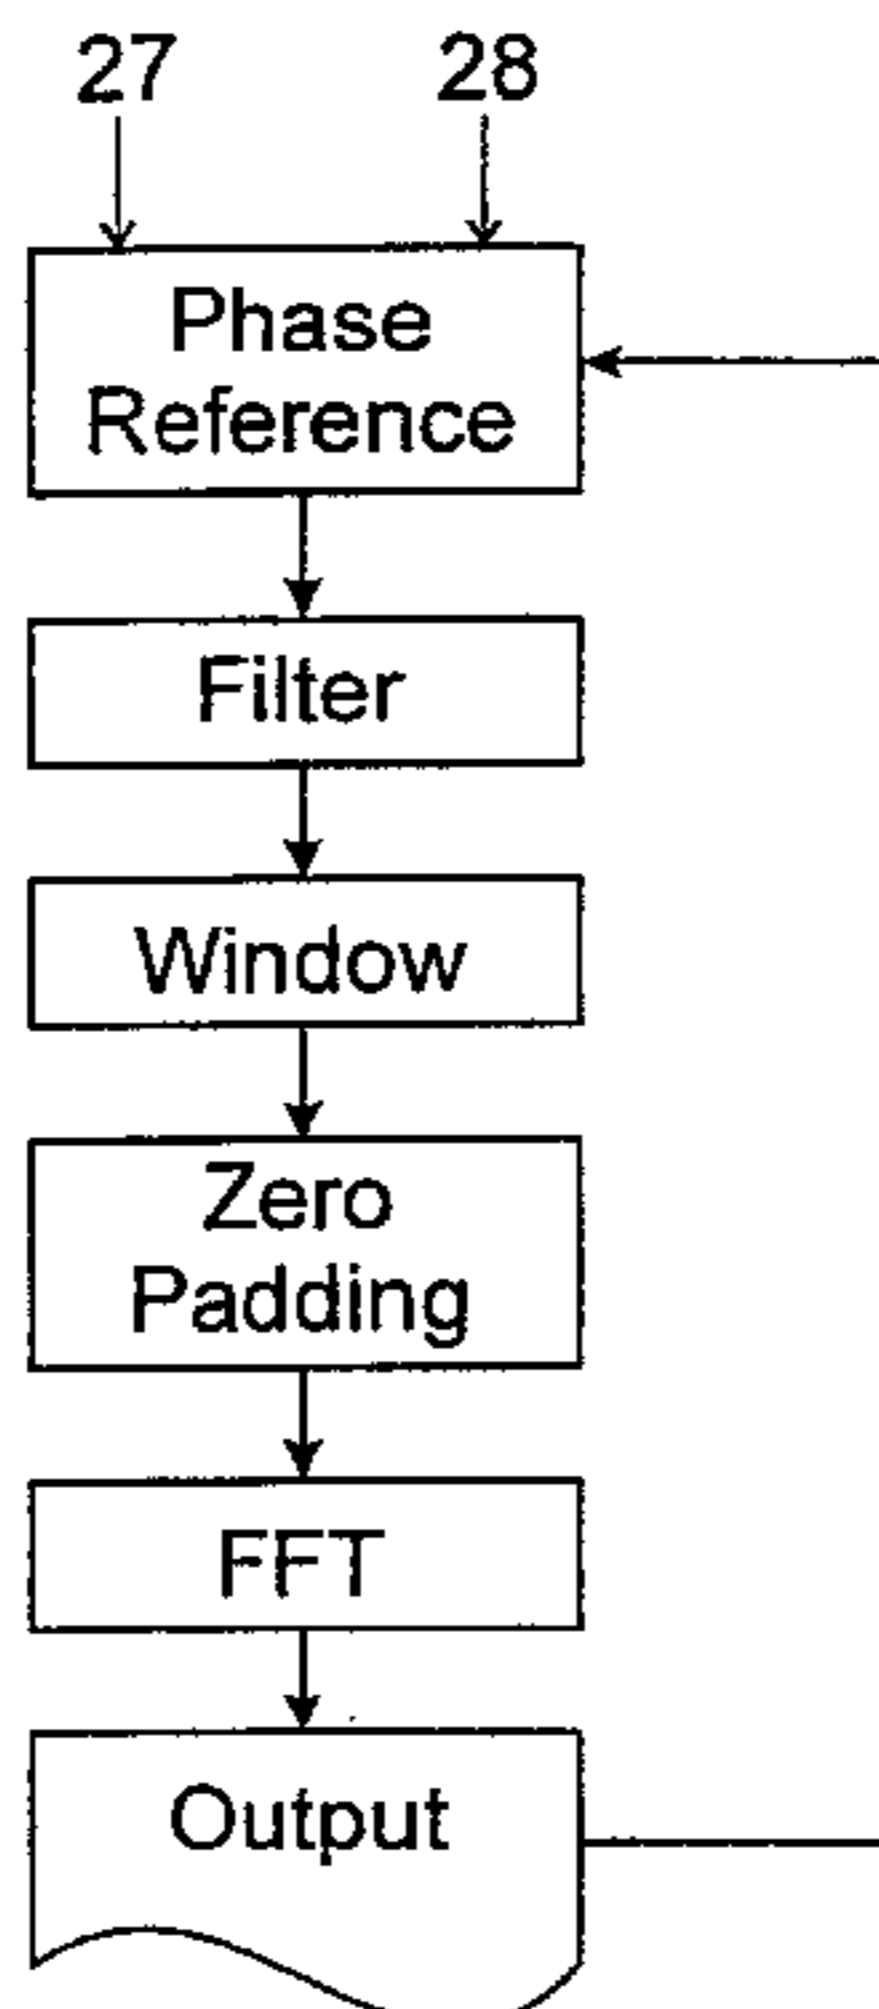 27 28
Phase
Reference
Filter
Window
Zero
Padding
FFT
Output